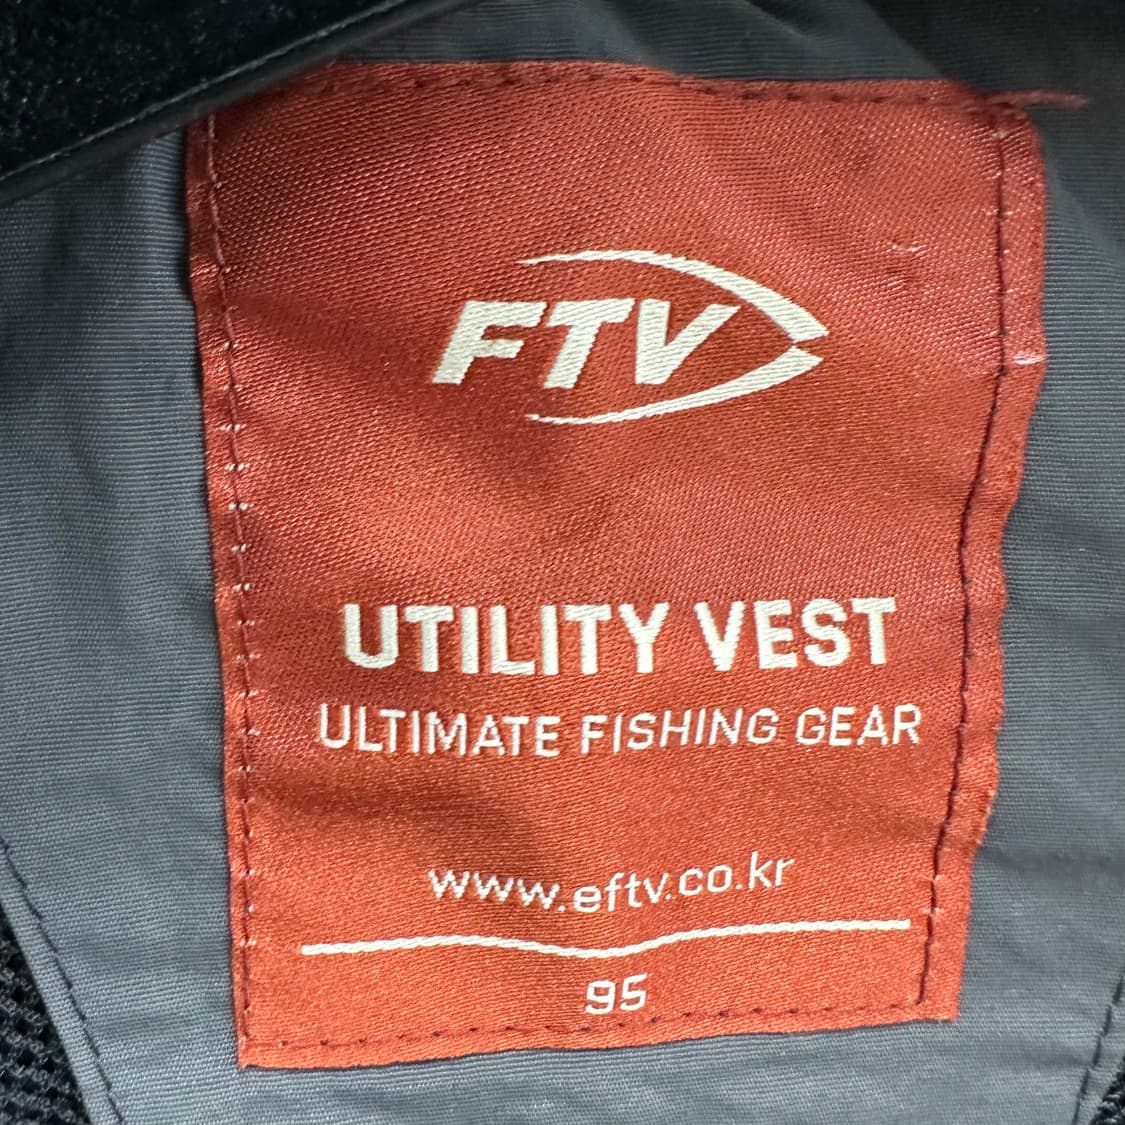 FTV
UTILITY VEST
ULTIMATE FISHING GEAR
www.eftv.co.kr
95